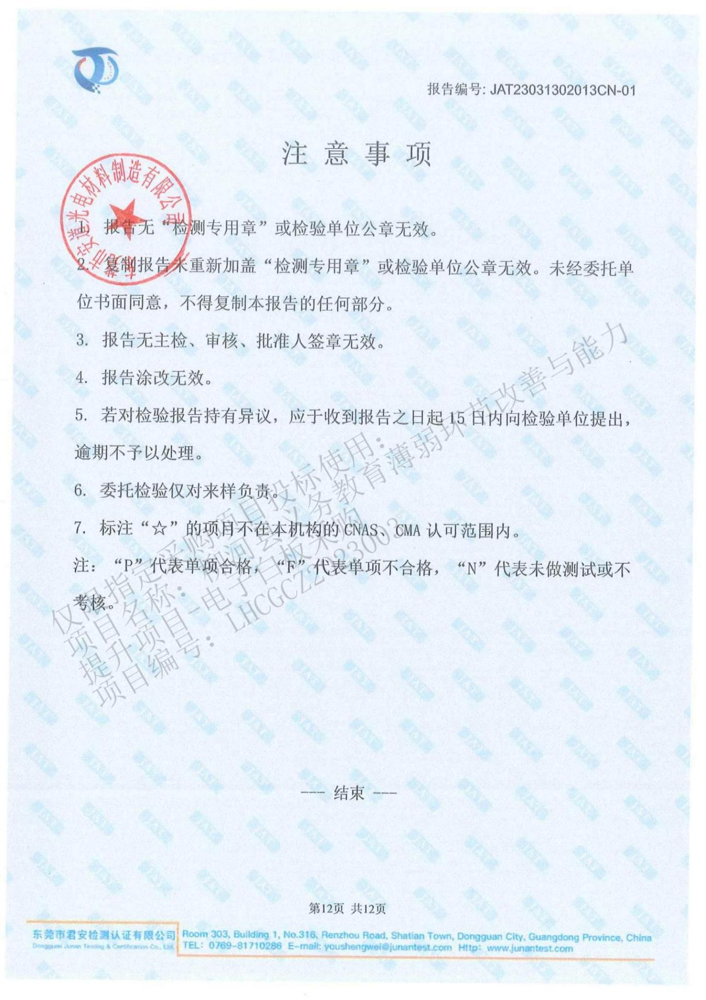 报告编号: JAT23031302013CN-01
注意事项
东莞市安道光电材料制造有限公司
1. 报告无“检测专用章”或检验单位公章无效。
2. 复制报告未重新加盖“检测专用章”或检验单位公章无效。未经委托单
位书面同意，不得复制本报告的任何部分。
3. 报告无主检、审核、批准人签章无效。
4. 报告涂改无效。
5. 若对检验报告持有异议，应于收到报告之日起 15 日内向检验单位提出，
逾期不予以处理。
6. 委托检验仅对来样负责。
7. 标注“☆”的项目不在本机构的 CNAS、CMA 认可范围内。
注：“P”代表单项合格，“F”代表单项不合格，“N”代表未做测试或不
考核。
仅限指定采购项目投标使用：
项目名称：柳河县义务教育薄弱环节改善与能力
提升项目-电子白板采购
项目编号：LHCGCZZ023003
--- 结束 ---
第12页 共12页
东莞市君安检测认证有限公司
Dongguan Junan Testing & Certification Co., Ltd.
Room 303, Building 1, No.316, Renzhou Road, Shatian Town, Dongguan City, Guangdong Province, China
TEL: 0769-81710286 E-mail: youshengwei@junantest.com Http: www.junantest.com